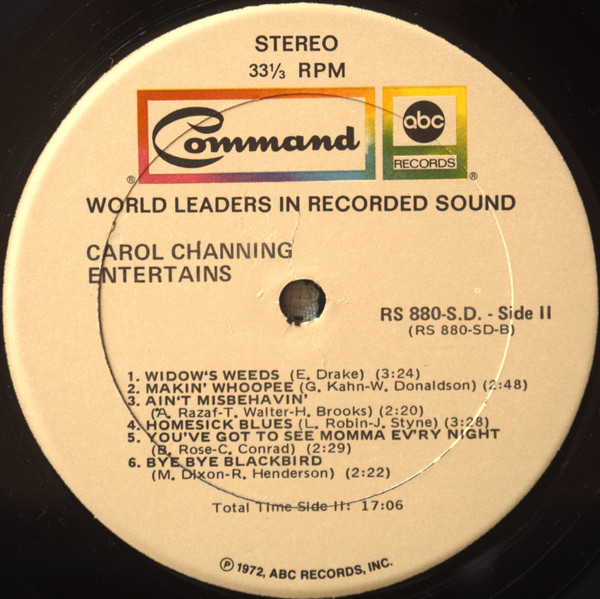 STEREO
33⅓ RPM
Command
abc
RECORDS
® ®
WORLD LEADERS IN RECORDED SOUND
CAROL CHANNING
ENTERTAINS
RS 880-S.D. - Side II
(RS 880-SD-B)
1. WIDOW'S WEEDS (E. Drake) (3:24)
2. MAKIN' WHOOPEE (G. Kahn-W. Donaldson) (2:48)
3. AIN'T MISBEHAVIN'
(A. Razaf-T. Walter-H. Brooks) (2:20)
4. HOMESICK BLUES (L. Robin-J. Styne) (3:28)
5. YOU'VE GOT TO SEE MOMMA EV'RY NIGHT
(B. Rose-C. Conrad) (2:29)
6. BYE BYE BLACKBIRD
(M. Dixon-R. Henderson) (2:22)
Total Time Side II: 17:06
Ⓟ 1972, ABC RECORDS, INC.